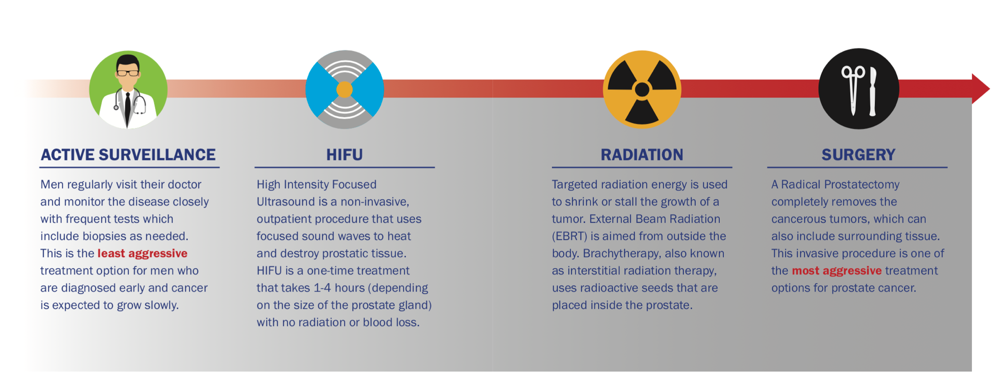 ACTIVE SURVEILLANCE
Men regularly visit their doctor
and monitor the disease closely
with frequent tests which
include biopsies as needed.
This is the least aggressive
treatment option for men who
are diagnosed early and cancer
is expected to grow slowly.
HIFU
High Intensity Focused
Ultrasound is a non-invasive,
outpatient procedure that uses
focused sound waves to heat
and destroy prostatic tissue.
HIFU is a one-time treatment
that takes 1-4 hours (depending
on the size of the prostate gland)
with no radiation or blood loss.
RADIATION
Targeted radiation energy is used
to shrink or stall the growth of a
tumor. External Beam Radiation
(EBRT) is aimed from outside the
body. Brachytherapy, also known
as interstitial radiation therapy,
uses radioactive seeds that are
placed inside the prostate.
SURGERY
A Radical Prostatectomy
completely removes the
cancerous tumors, which can
also include surrounding tissue.
This invasive procedure is one of
the most aggressive treatment
options for prostate cancer.